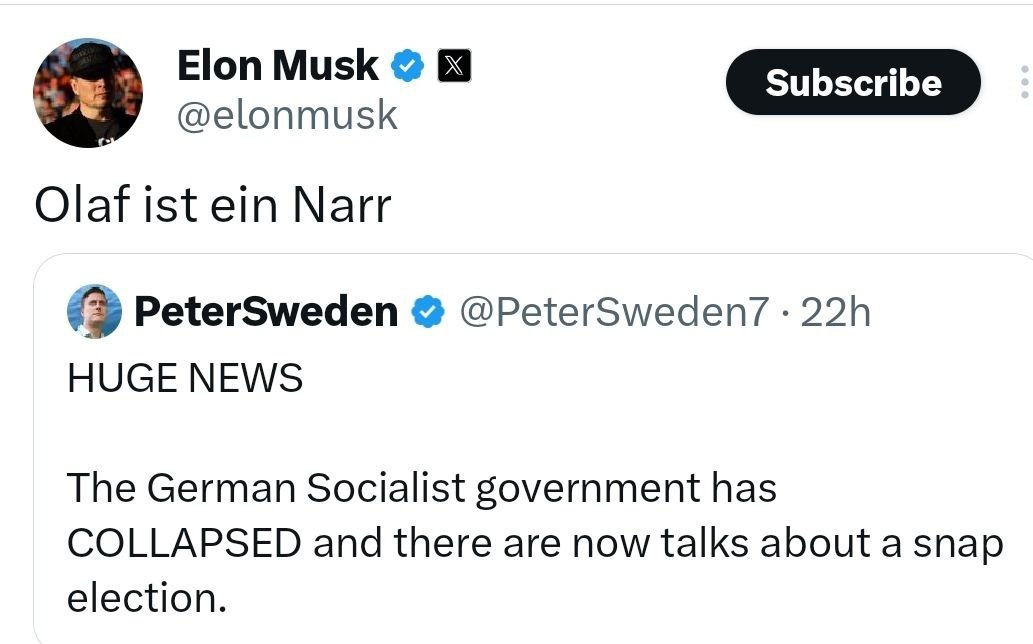 Elon Musk
@elonmusk
Subscribe
Olaf ist ein Narr
PeterSweden @PeterSweden7 · 22h
HUGE NEWS
The German Socialist government has
COLLAPSED and there are now talks about a snap
election.